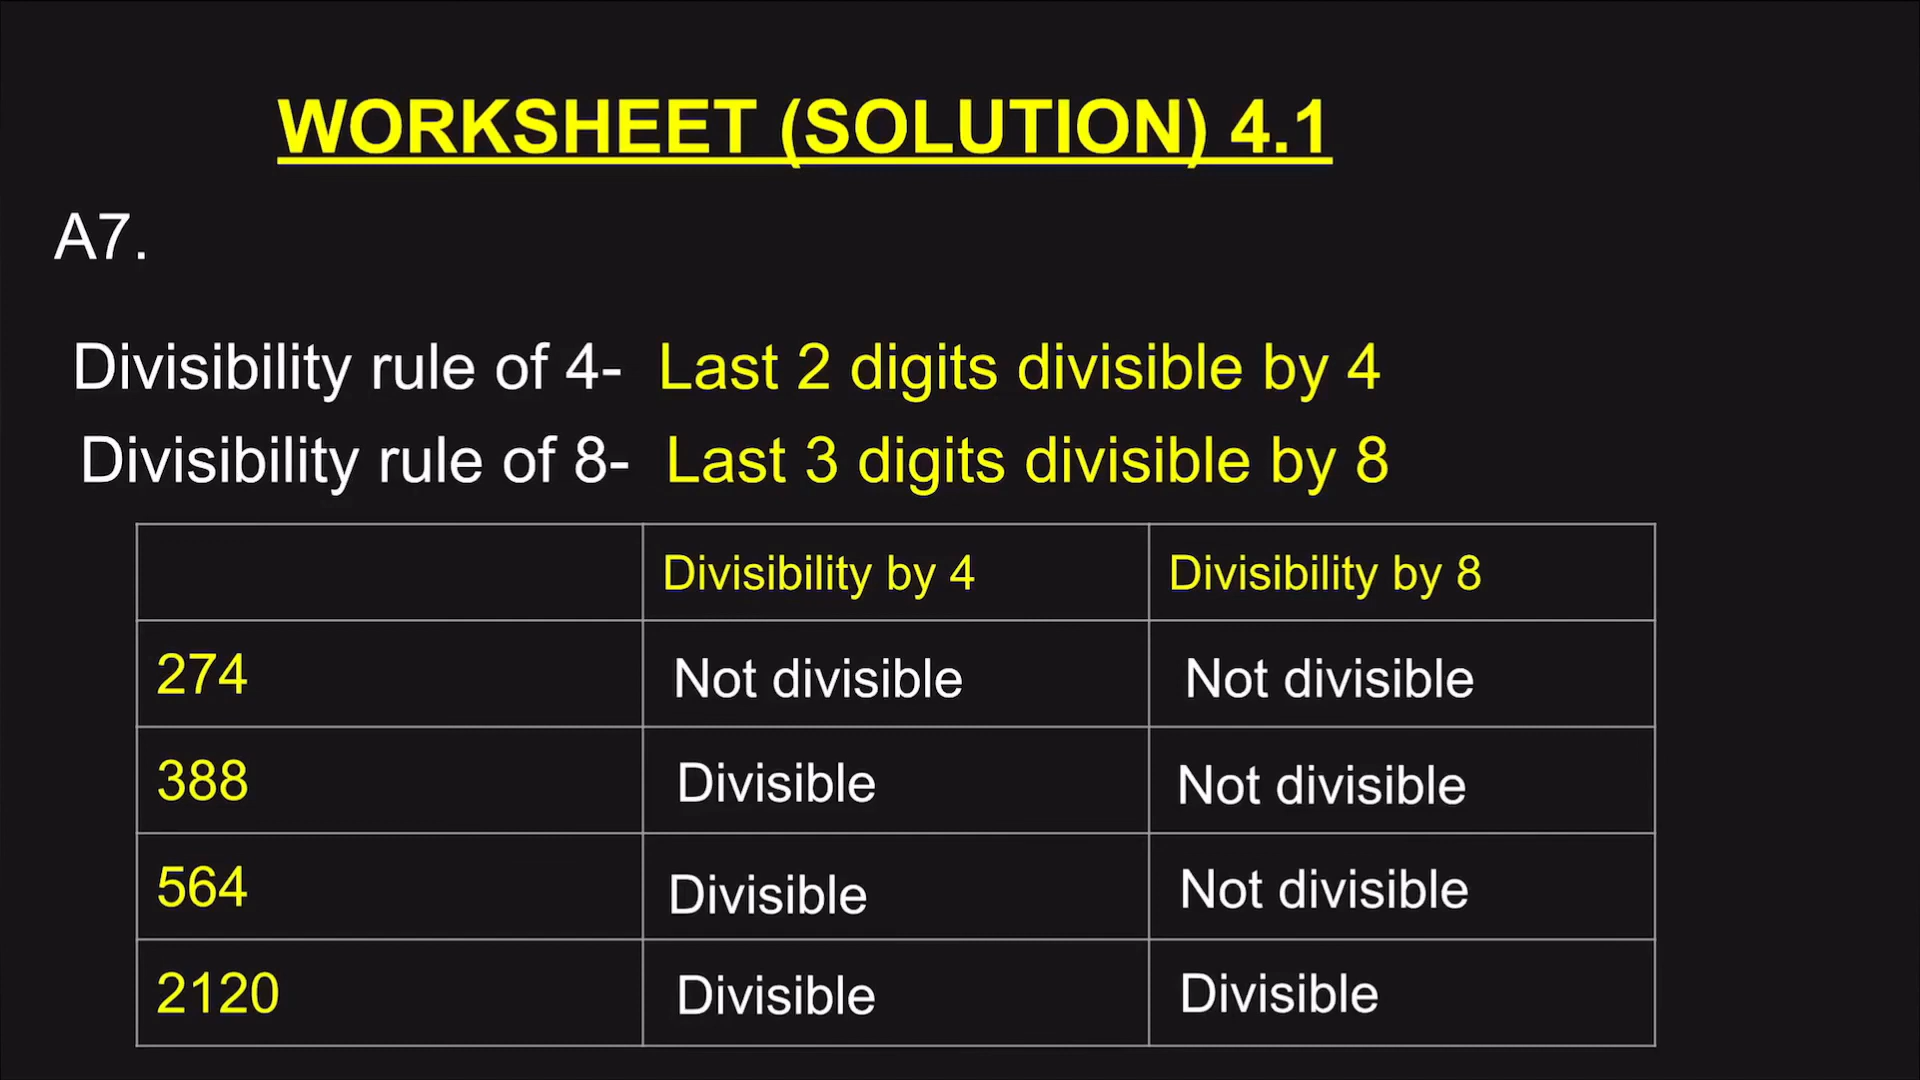 WORKSHEET (SOLUTION) 4.1
A7.
Divisibility rule of 4- Last 2 digits divisible by 4
Divisibility rule of 8- Last 3 digits divisible by 8
Divisibility by 4 Divisibility by 8
274 Not divisible Not divisible
388 Divisible Not divisible
564 Divisible Not divisible
2120 Divisible Divisible